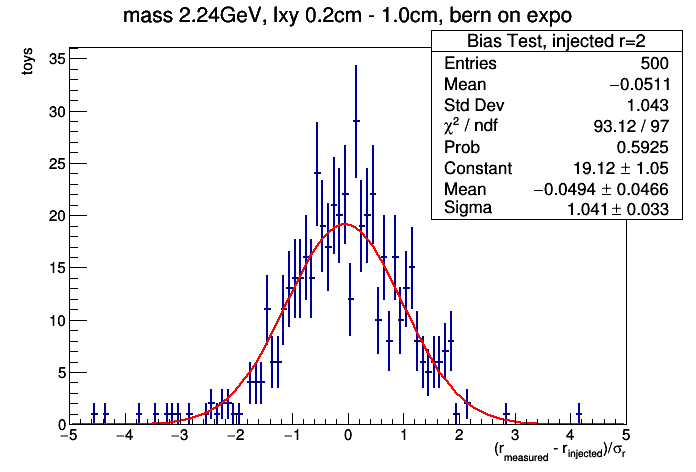 mass 2.24GeV, lxy 0.2cm - 1.0cm, bern on expo
toys
Bias Test, injected r=2
Entries 500
Mean −0.0511
Std Dev 1.043
χ² / ndf 93.12 / 97
Prob 0.5925
Constant 19.12 ± 1.05
Mean −0.0494 ± 0.0466
Sigma 1.041 ± 0.033
35
30
25
20
15
10
5
0
−5 −4 −3 −2 −1 0 1 2 3 4 5
(r_measured - r_injected)/σ_r